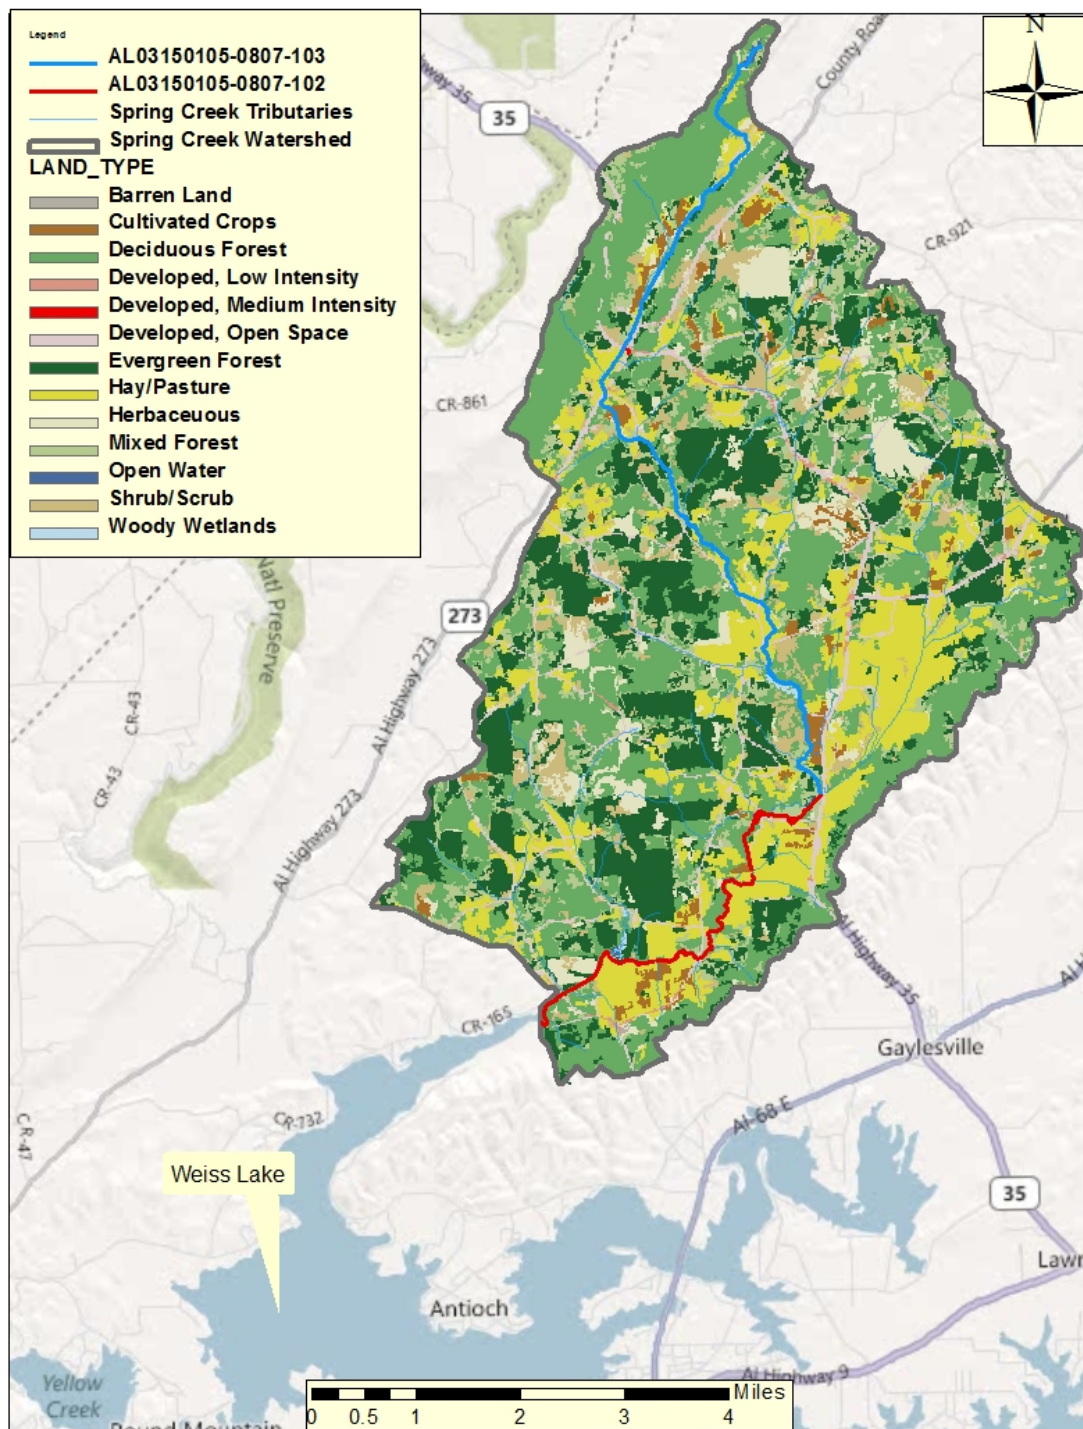 Legend
AL03150105-0807-103
AL03150105-0807-102
Spring Creek Tributaries
Spring Creek Watershed
LAND_TYPE
Barren Land
Cultivated Crops
Deciduous Forest
Developed, Low Intensity
Developed, Medium Intensity
Developed, Open Space
Evergreen Forest
Hay/Pasture
Herbaceuous
Mixed Forest
Open Water
Shrub/Scrub
Woody Wetlands
N
35
County Road
CR-921
CR-861
Natl Preserve
273
Al Highway 273
CR-43
CR-43
Al Highway 273
Al Highway 35
CR-165
Gaylesville
CR-732
Al-68 E
CR-47
Weiss Lake
35
Antioch
Al Highway 9
Yellow
Creek
Round Mountain
Miles
0 0.5 1 2 3 4